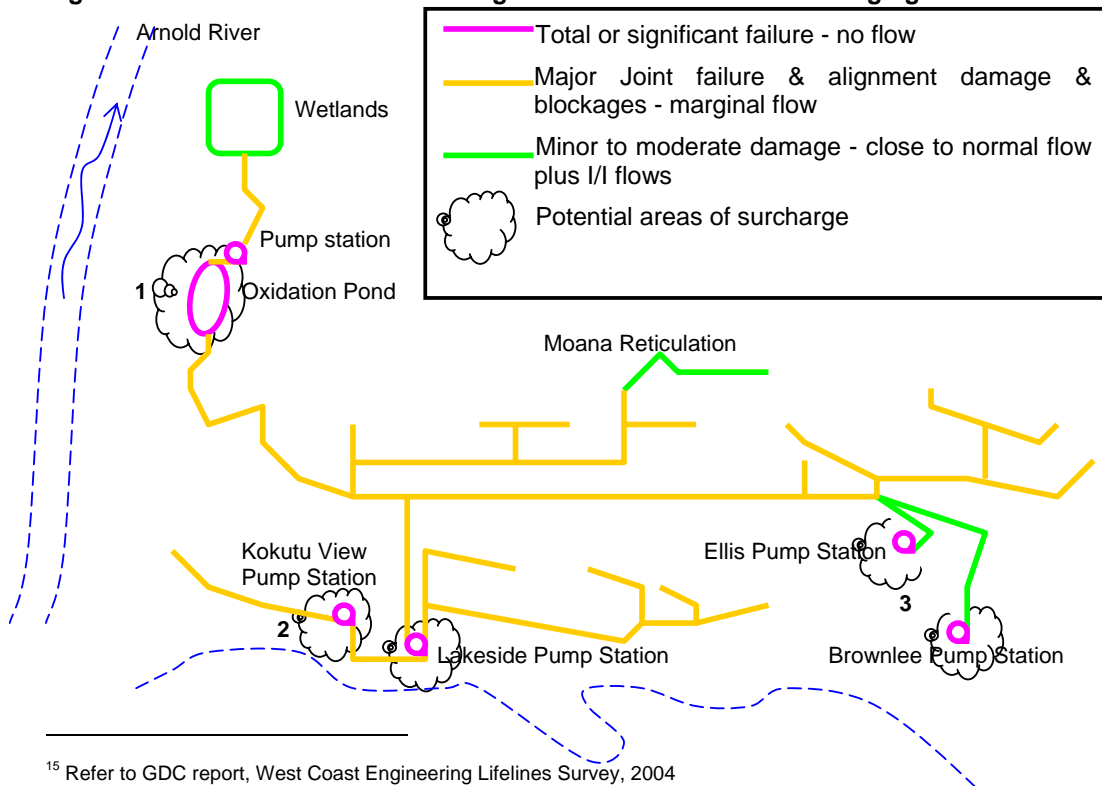 Arnold River
Total or significant failure - no flow
Major Joint failure & alignment damage &
blockages - marginal flow
Minor to moderate damage - close to normal flow
plus I/I flows
Potential areas of surcharge
Wetlands
Pump station
1
Oxidation Pond
Moana Reticulation
Kokutu View
Pump Station
2
Lakeside Pump Station
Ellis Pump Station
3
Brownlee Pump Station
15 Refer to GDC report, West Coast Engineering Lifelines Survey, 2004